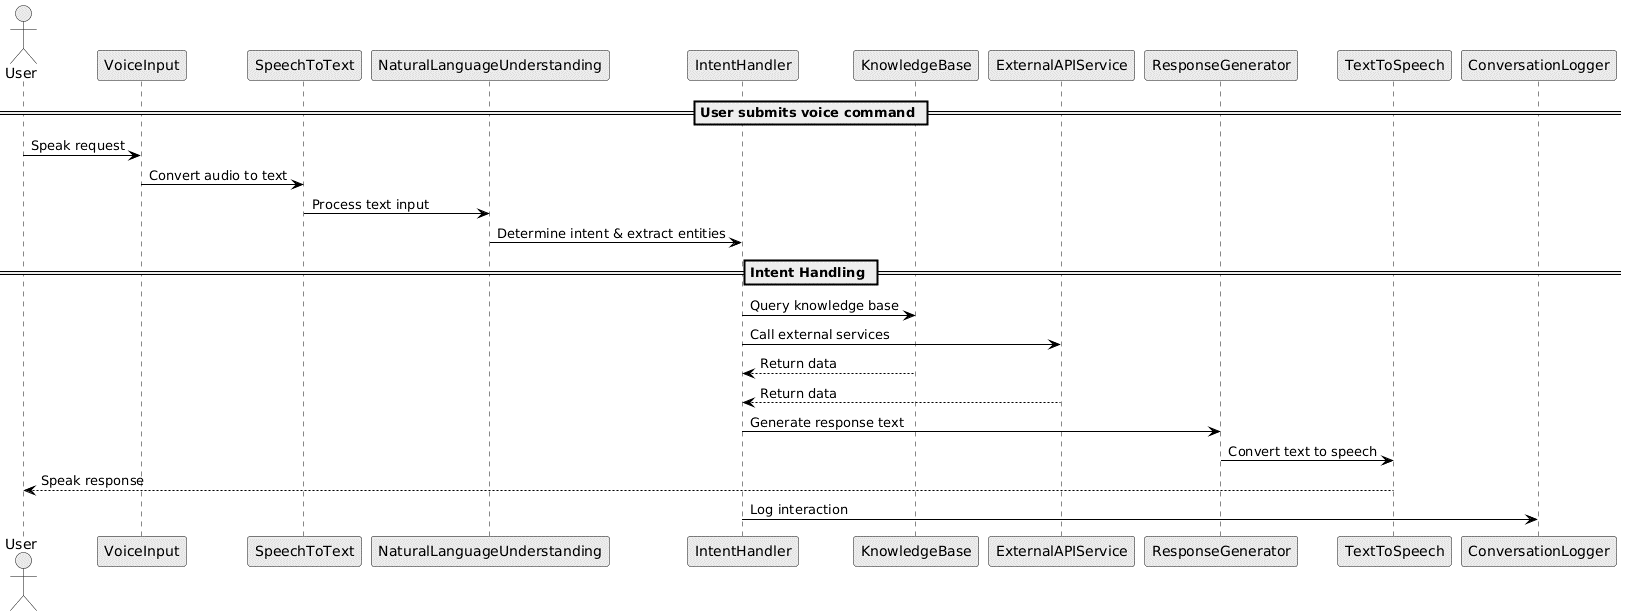 User
VoiceInput SpeechToText NaturalLanguageUnderstanding IntentHandler KnowledgeBase ExternalAPIService ResponseGenerator TextToSpeech ConversationLogger
User submits voice command
Speak request
Convert audio to text
Process text input
Determine intent & extract entities
Intent Handling
Query knowledge base
Call external services
Return data
Return data
Generate response text
Convert text to speech
Speak response
Log interaction
User
VoiceInput SpeechToText NaturalLanguageUnderstanding IntentHandler KnowledgeBase ExternalAPIService ResponseGenerator TextToSpeech ConversationLogger